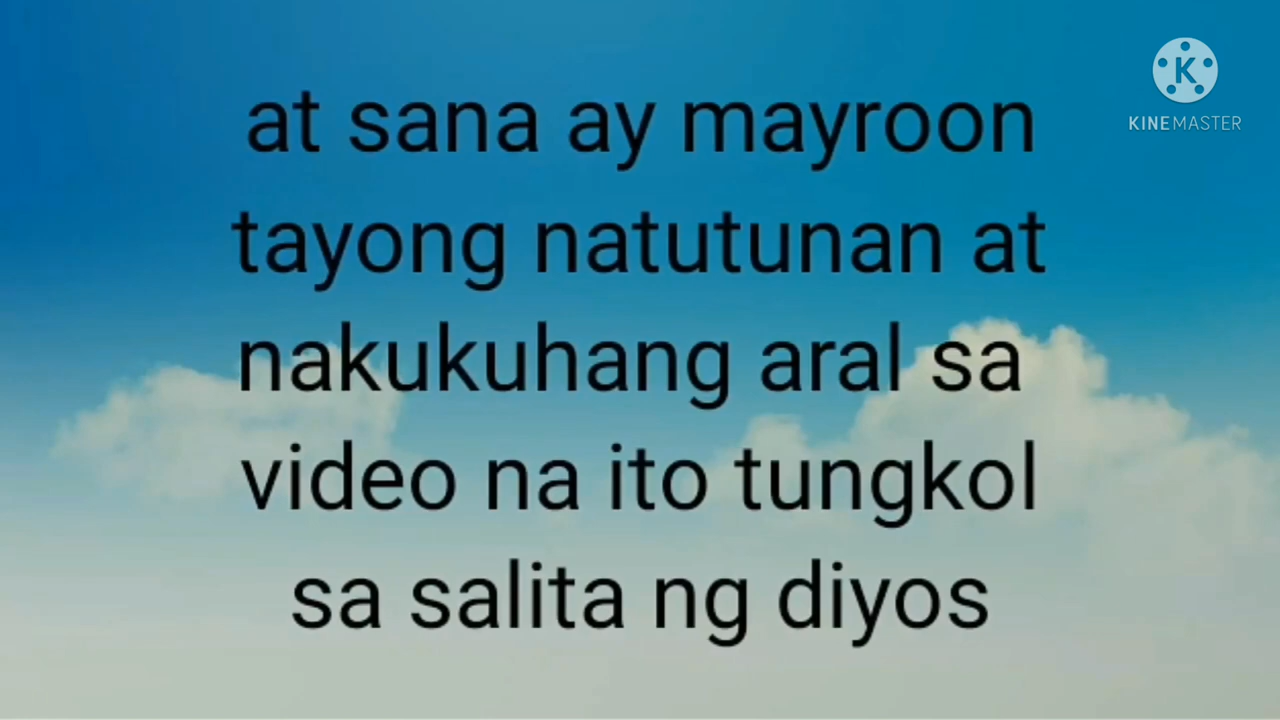 K
KINEMASTER
at sana ay mayroon
tayong natutunan at
nakukuhang aral sa
video na ito tungkol
sa salita ng diyos